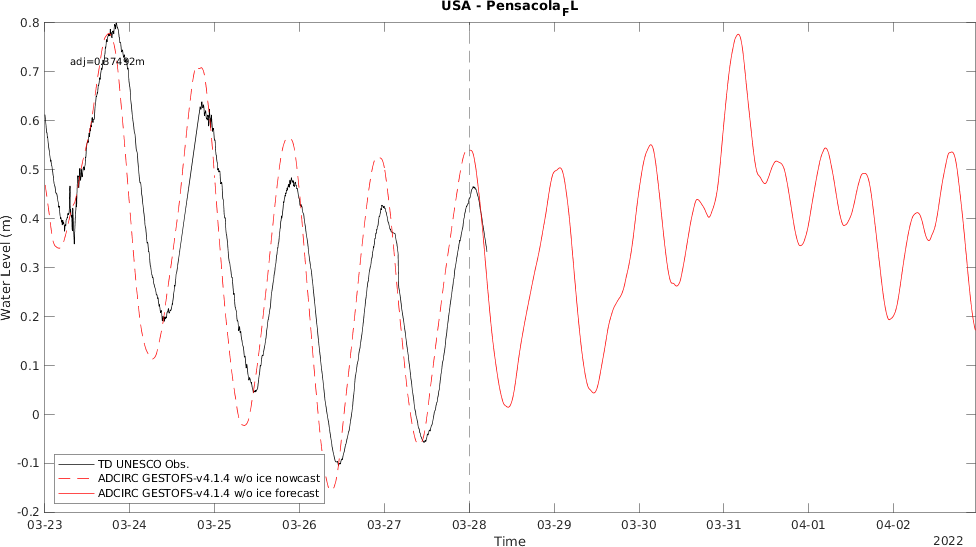 USA - Pensacola_FL
0.8
adj=0.37492m
0.7
0.6
0.5
0.4
0.3
0.2
0.1
0
-0.1
-0.2
Water Level (m)
TD UNESCO Obs.
ADCIRC GESTOFS-v4.1.4 w/o ice nowcast
ADCIRC GESTOFS-v4.1.4 w/o ice forecast
03-23 03-24 03-25 03-26 03-27 03-28 03-29 03-30 03-31 04-01 04-02
Time
2022